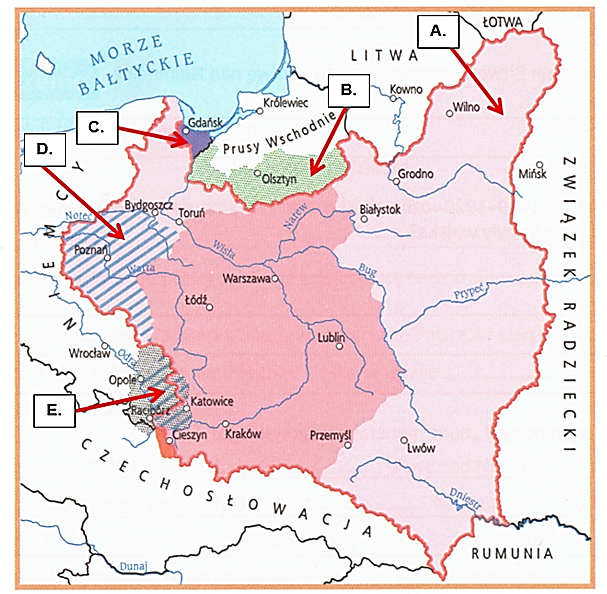 ŁOTWA
A.
MORZE
BAŁTYCKIE
LITWA
Kowno
B.
Wilno
Królewiec
C.
Gdańsk
Prusy Wschodnie
D.
Olsztyn
Grodno
Mińsk
ZWIĄZEK RADZIECKI
NIEMCY
Bydgoszcz
Toruń
Białystok
Noteć
Narew
Poznań
Wisła
Warta
Warszawa
Bug
Prypeć
Łódź
Lublin
Wrocław
Odra
Opole
E.
Racibórz
Katowice
Cieszyn
Kraków
Przemyśl
Lwów
CZECHOSŁOWACJA
Dniestr
RUMUNIA
Dunaj